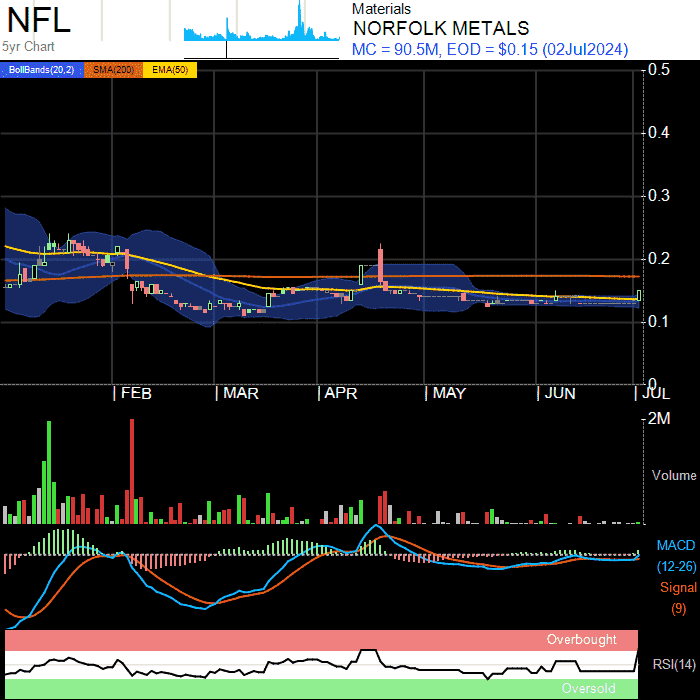 NFL
5yr Chart
Materials
NORFOLK METALS
MC = 90.5M, EOD = $0.15 (02Jul2024)
BollBands(20,2) SMA(200) EMA(50)
0.5
0.4
0.3
0.2
0.1
0
FEB MAR APR MAY JUN JUL
2M
Volume
MACD
(12-26)
Signal
(9)
Overbought
RSI(14)
Oversold